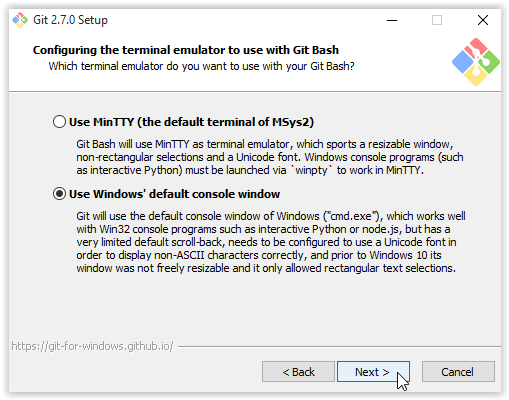 Git 2.7.0 Setup
Configuring the terminal emulator to use with Git Bash
Which terminal emulator do you want to use with your Git Bash?
Use MinTTY (the default terminal of MSys2)
Git Bash will use MinTTY as terminal emulator, which sports a resizable window,
non-rectangular selections and a Unicode font. Windows console programs (such
as interactive Python) must be launched via `winpty` to work in MinTTY.
Use Windows' default console window
Git will use the default console window of Windows ("cmd.exe"), which works well
with Win32 console programs such as interactive Python or node.js, but has a
very limited default scroll-back, needs to be configured to use a Unicode font in
order to display non-ASCII characters correctly, and prior to Windows 10 its
window was not freely resizable and it only allowed rectangular text selections.
https://git-for-windows.github.io/
< Back Next > Cancel